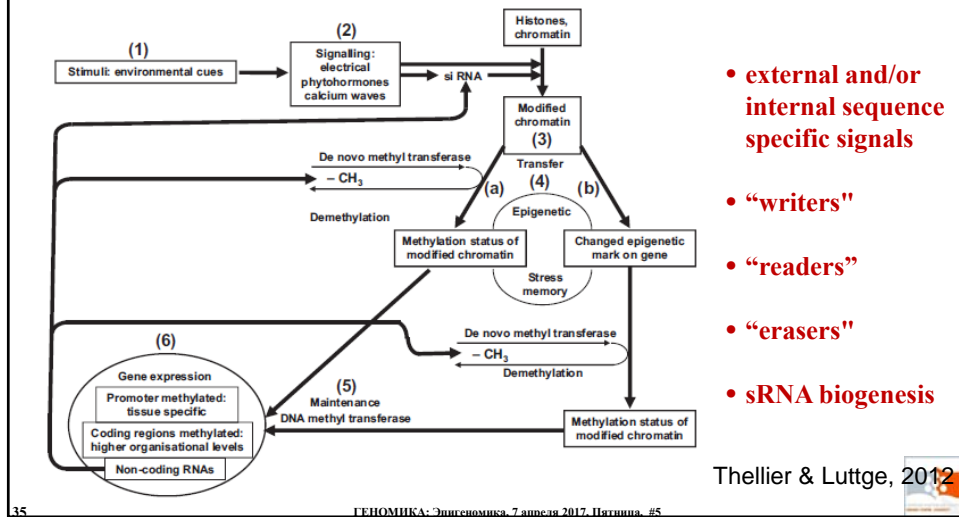 (1)
Stimuli: environmental cues
(2)
Signalling:
electrical
phytohormones
calcium waves
si RNA
Histones,
chromatin
Modified
chromatin
(3)
Transfer
(4)
(a)
(b)
De novo methyl transferase
– CH3
Demethylation
Epigenetic
Methylation status of
modified chromatin
Changed epigenetic
mark on gene
Stress
memory
De novo methyl transferase
– CH3
Demethylation
(6)
Gene expression
Promoter methylated:
tissue specific
Coding regions methylated:
higher organisational levels
Non-coding RNAs
(5)
Maintenance
DNA methyl transferase
Methylation status of
modified chromatin
• external and/or
internal sequence
specific signals
• “writers"
• “readers”
• “erasers"
• sRNA biogenesis
Thellier & Luttge, 2012
35
ГЕНОМИКА: Эпигеномика, 7 апреля 2017, Пятница, #5